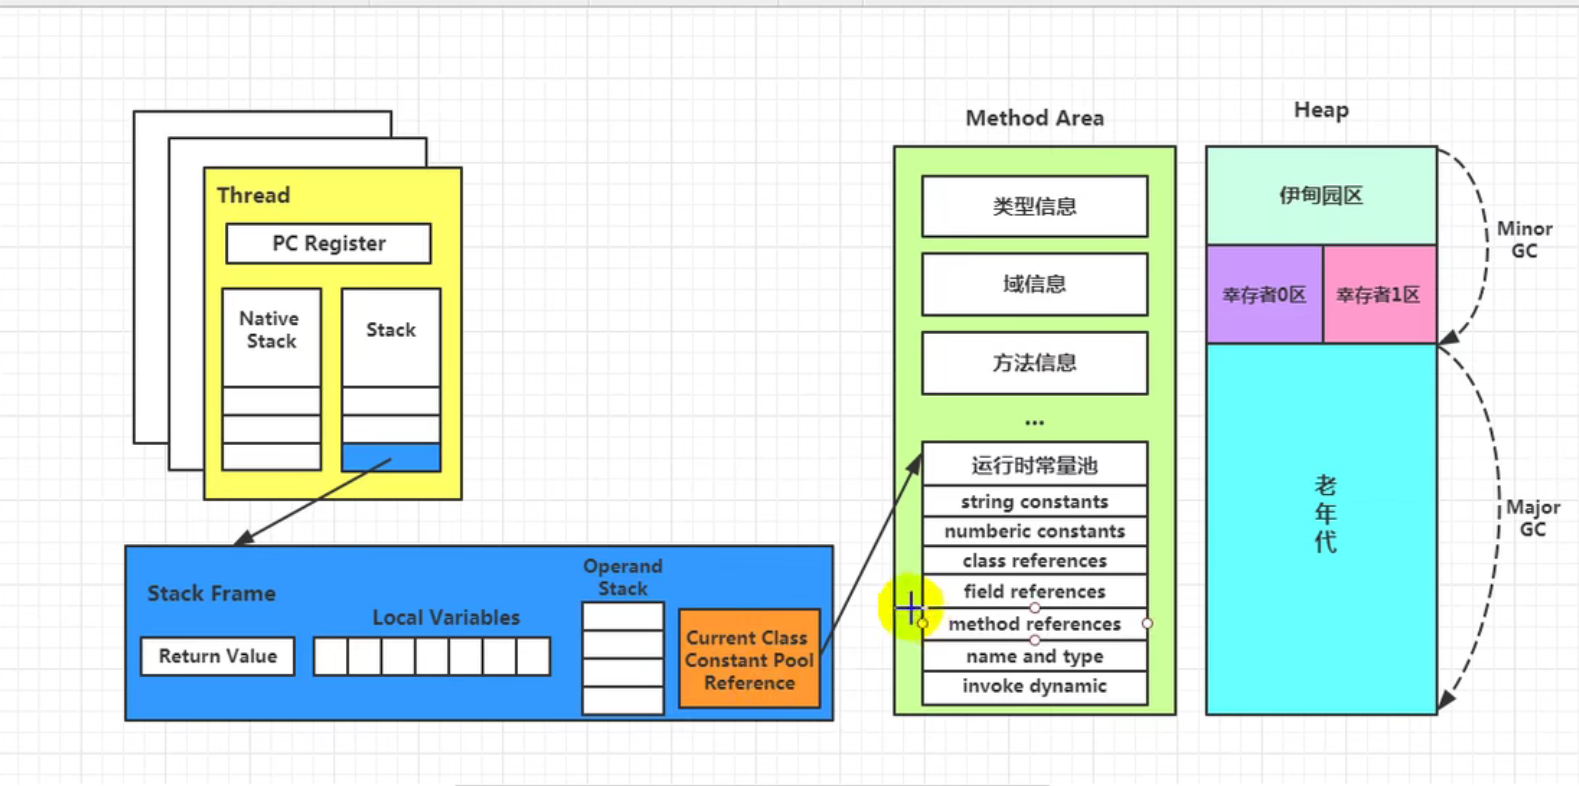 Thread
PC Register
Native
Stack
Stack
Stack Frame
Return Value
Local Variables
Operand
Stack
Current Class
Constant Pool
Reference
Method Area
类型信息
域信息
方法信息
...
运行时常量池
string constants
numberic constants
class references
field references
method references
name and type
invoke dynamic
Heap
伊甸园区
幸存者0区
幸存者1区
老
年
代
Minor
GC
Major
GC